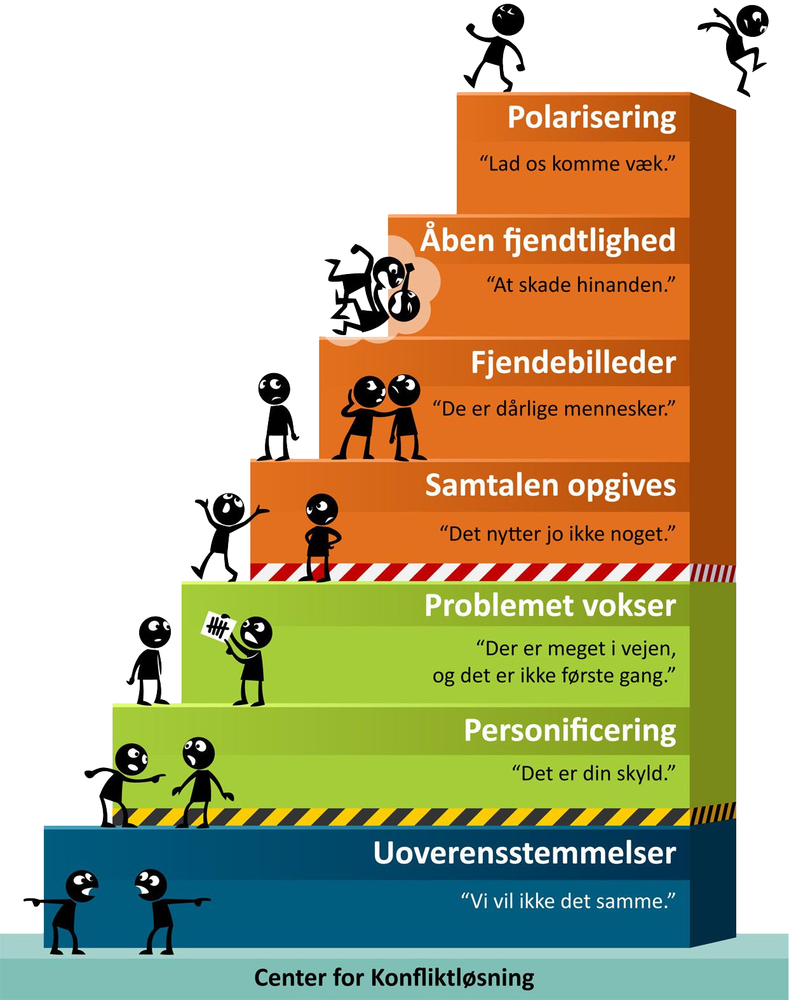 Polarisering
“Lad os komme væk.”
Åben fjendtlighed
“At skade hinanden.”
Fjendebilleder
“De er dårlige mennesker.”
Samtalen opgives
“Det nytter jo ikke noget.”
Problemet vokser
“Der er meget i vejen,
og det er ikke første gang.”
Personificering
“Det er din skyld.”
Uoverensstemmelser
“Vi vil ikke det samme.”
Center for Konfliktløsning